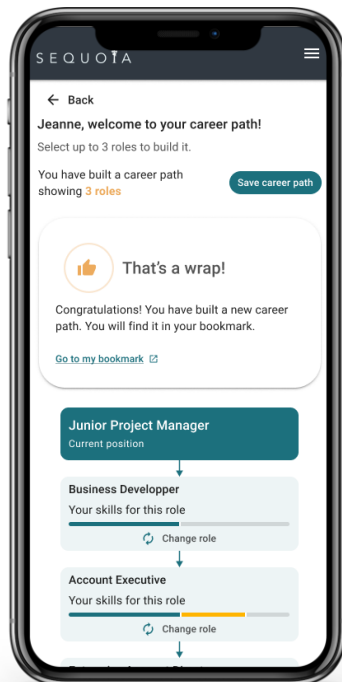 SEQUOIA
Back
Jeanne, welcome to your career path!
Select up to 3 roles to build it.
You have built a career path
showing 3 roles
Save career path
That's a wrap!
Congratulations! You have built a new career
path. You will find it in your bookmark.
Go to my bookmark
Junior Project Manager
Current position
Business Developper
Your skills for this role
Change role
Account Executive
Your skills for this role
Change role